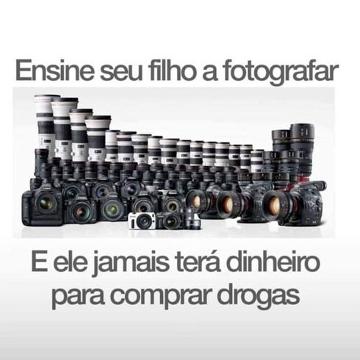 Ensine seu filho a fotografar
E ele jamais terá dinheiro
para comprar drogas